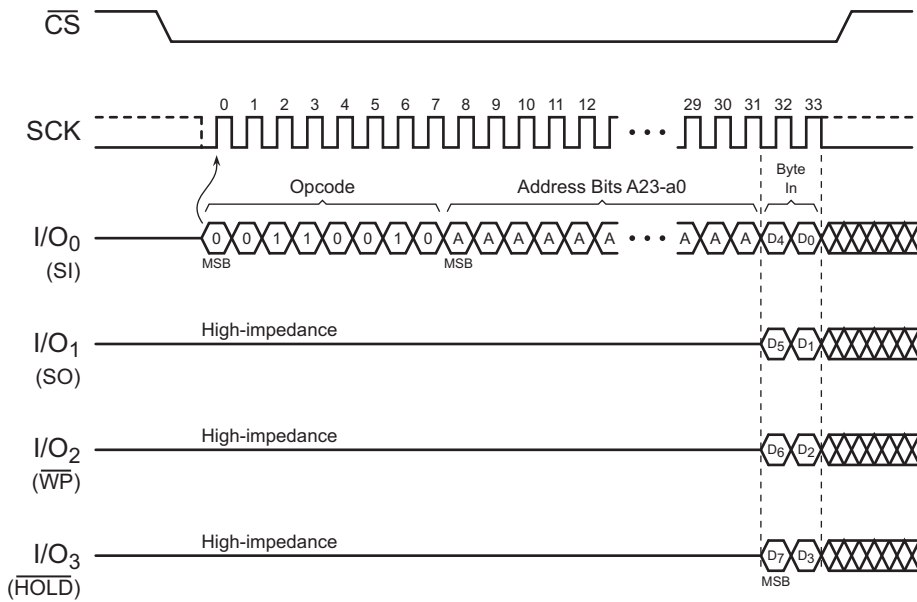 CS
0 1 2 3 4 5 6 7 8 9 10 11 12 29 30 31 32 33
SCK
Opcode
Address Bits A23-a0
Byte
In
I/O0
(SI)
0 0 1 1 0 0 1 0 A A A A A A • • • A A A D4 D0
MSB
MSB
High-impedance
I/O1
(SO)
D5 D1
High-impedance
I/O2
(WP)
D6 D2
High-impedance
I/O3
(HOLD)
D7 D3
MSB